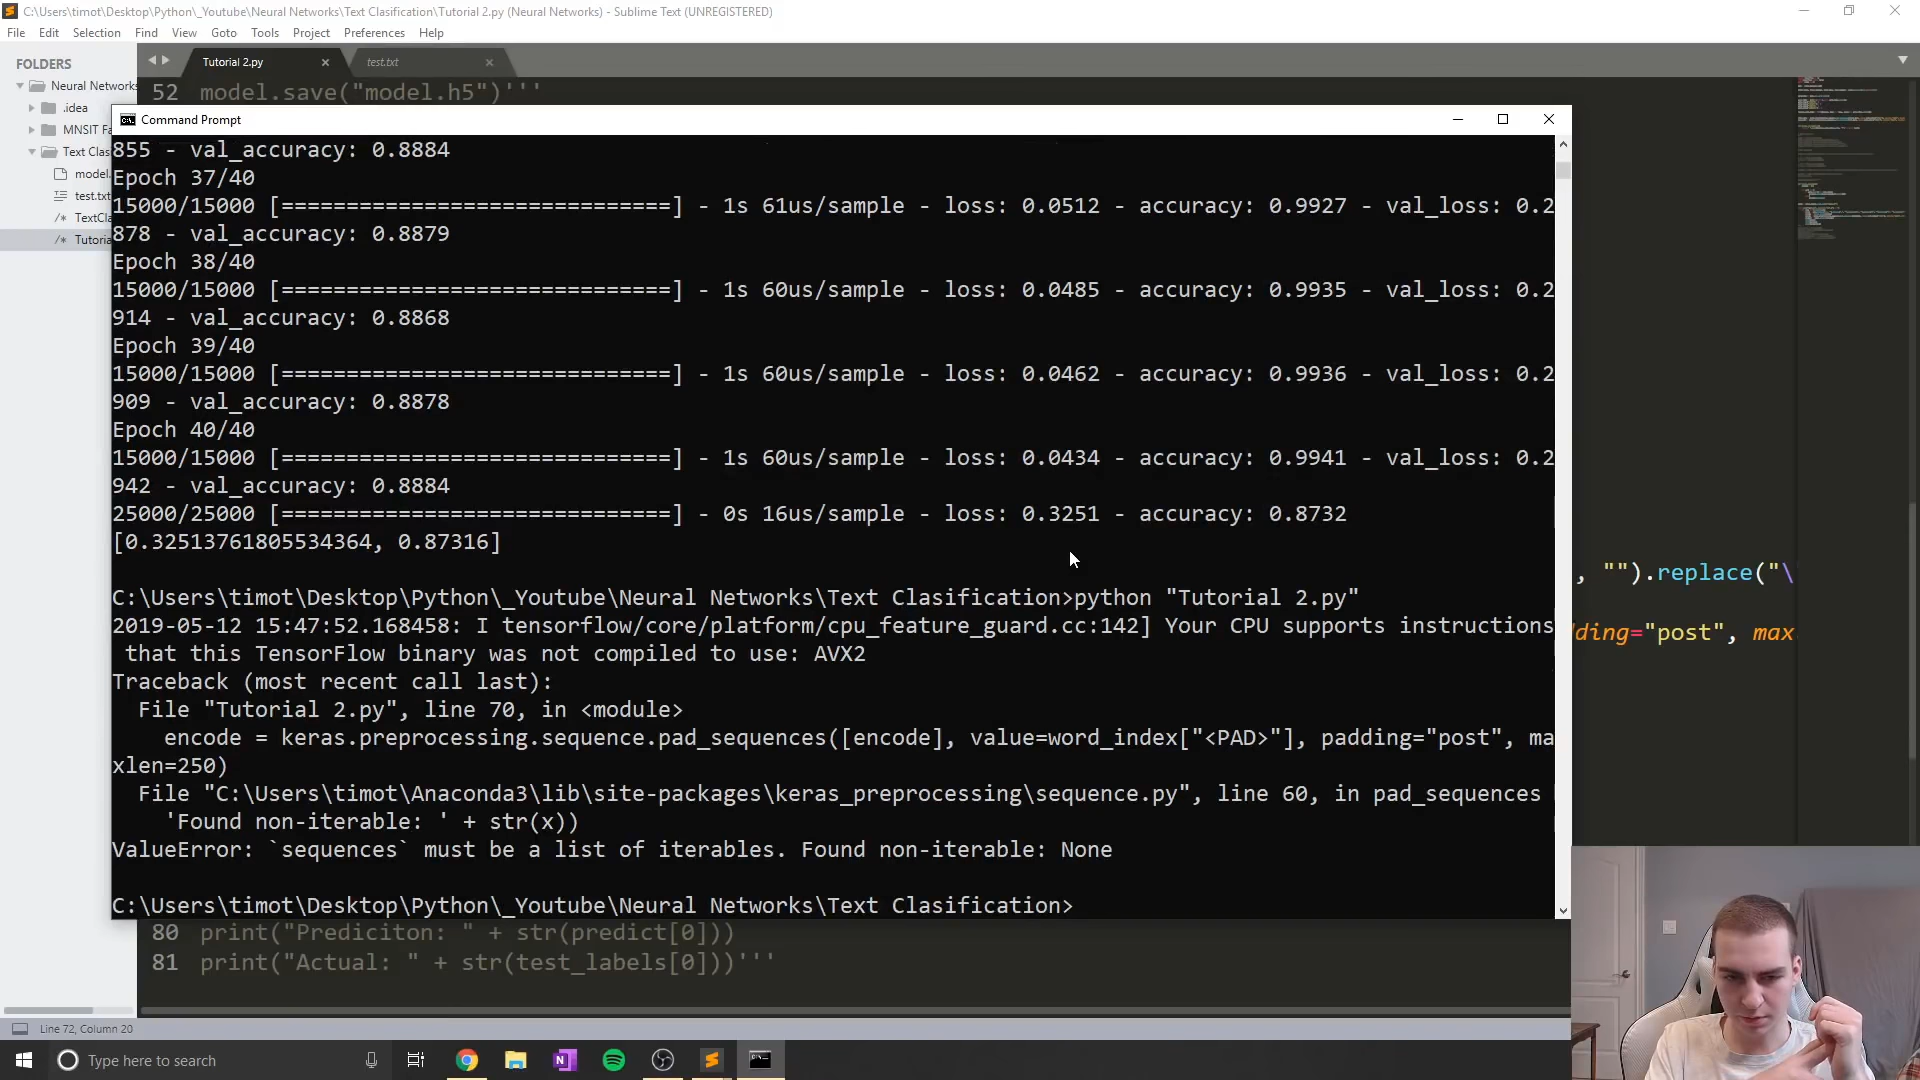 C:\Users\timot\Desktop\Python\_Youtube\Neural Networks\Text Clasification\Tutorial 2.py (Neural Networks) - Sublime Text (UNREGISTERED)
File Edit Selection Find View Goto Tools Project Preferences Help
FOLDERS
Neural Networks
.idea
MNSIT Fa
Text Clas
model.
test.txt
TextCla
Tutoria
Tutorial 2.py
test.txt
52 model.save("model.h5")'''
Command Prompt
855 - val_accuracy: 0.8884
Epoch 37/40
15000/15000 [==============================] - 1s 61us/sample - loss: 0.0512 - accuracy: 0.9927 - val_loss: 0.2
878 - val_accuracy: 0.8879
Epoch 38/40
15000/15000 [==============================] - 1s 60us/sample - loss: 0.0485 - accuracy: 0.9935 - val_loss: 0.2
914 - val_accuracy: 0.8868
Epoch 39/40
15000/15000 [==============================] - 1s 60us/sample - loss: 0.0462 - accuracy: 0.9936 - val_loss: 0.2
909 - val_accuracy: 0.8878
Epoch 40/40
15000/15000 [==============================] - 1s 60us/sample - loss: 0.0434 - accuracy: 0.9941 - val_loss: 0.2
942 - val_accuracy: 0.8884
25000/25000 [==============================] - 0s 16us/sample - loss: 0.3251 - accuracy: 0.8732
[0.32513761805534364, 0.87316]
C:\Users\timot\Desktop\Python\_Youtube\Neural Networks\Text Clasification>python "Tutorial 2.py"
2019-05-12 15:47:52.168458: I tensorflow/core/platform/cpu_feature_guard.cc:142] Your CPU supports instructions
that this TensorFlow binary was not compiled to use: AVX2
Traceback (most recent call last):
File "Tutorial 2.py", line 70, in <module>
encode = keras.preprocessing.sequence.pad_sequences([encode], value=word_index["<PAD>"], padding="post", ma
xlen=250)
File "C:\Users\timot\Anaconda3\lib\site-packages\keras_preprocessing\sequence.py", line 60, in pad_sequences
'Found non-iterable: ' + str(x))
ValueError: `sequences` must be a list of iterables. Found non-iterable: None
C:\Users\timot\Desktop\Python\_Youtube\Neural Networks\Text Clasification>
, "").replace("\
dding="post", max
80 print("Prediciton: " + str(predict[0]))
81 print("Actual: " + str(test_labels[0]))'''
Line 72, Column 20
Type here to search